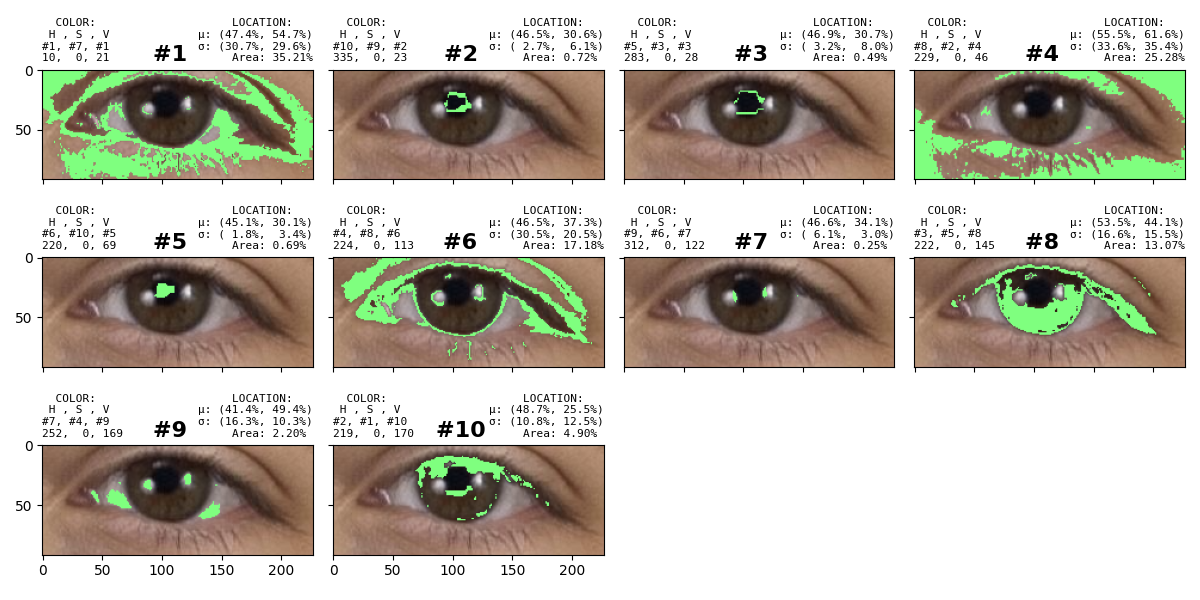 COLOR: LOCATION:
H , S , V μ: (47.4%, 54.7%)
#1, #7, #1 #1 σ: (30.7%, 29.6%)
10, 0, 21 Area: 35.21%
COLOR: LOCATION:
H , S , V μ: (46.5%, 30.6%)
#10, #9, #2 #2 σ: ( 2.7%, 6.1%)
335, 0, 23 Area: 0.72%
COLOR: LOCATION:
H , S , V μ: (46.9%, 30.7%)
#5, #3, #3 #3 σ: ( 3.2%, 8.0%)
283, 0, 28 Area: 0.49%
COLOR: LOCATION:
H , S , V μ: (55.5%, 61.6%)
#8, #2, #4 #4 σ: (33.6%, 35.4%)
229, 0, 46 Area: 25.28%
0
50
COLOR: LOCATION:
H , S , V μ: (45.1%, 30.1%)
#6, #10, #5 #5 σ: ( 1.8%, 3.4%)
220, 0, 69 Area: 0.69%
COLOR: LOCATION:
H , S , V μ: (46.5%, 37.3%)
#4, #8, #6 #6 σ: (30.5%, 20.5%)
224, 0, 113 Area: 17.18%
COLOR: LOCATION:
H , S , V μ: (46.6%, 34.1%)
#9, #6, #7 #7 σ: ( 6.1%, 3.0%)
312, 0, 122 Area: 0.25%
COLOR: LOCATION:
H , S , V μ: (53.5%, 44.1%)
#3, #5, #8 #8 σ: (16.6%, 15.5%)
222, 0, 145 Area: 13.07%
0
50
COLOR: LOCATION:
H , S , V μ: (41.4%, 49.4%)
#7, #4, #9 #9 σ: (16.3%, 10.3%)
252, 0, 169 Area: 2.20%
COLOR: LOCATION:
H , S , V μ: (48.7%, 25.5%)
#2, #1, #10 #10 σ: (10.8%, 12.5%)
219, 0, 170 Area: 4.90%
0
50
0 50 100 150 200
0 50 100 150 200